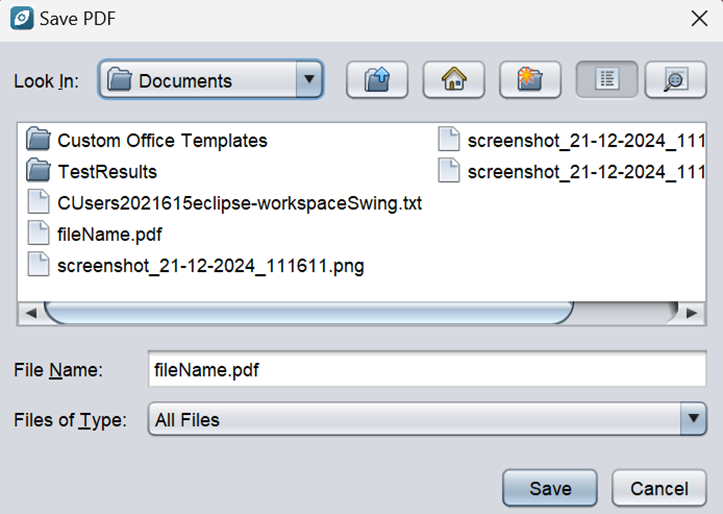 Save PDF
Look In: Documents
Custom Office Templates
TestResults
CUsers2021615eclipse-workspaceSwing.txt
fileName.pdf
screenshot_21-12-2024_111611.png
screenshot_21-12-2024_111
screenshot_21-12-2024_111
File Name: fileName.pdf
Files of Type: All Files
Save Cancel